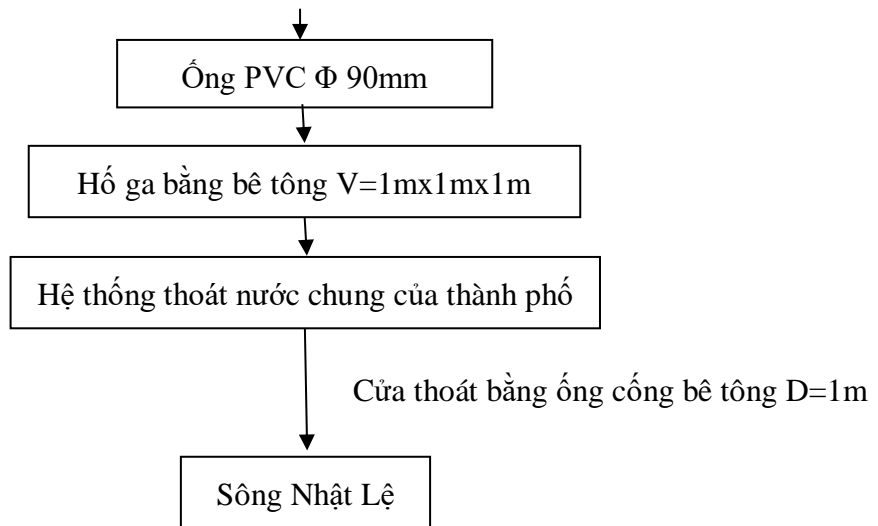 Ống PVC Φ 90mm
Hố ga bằng bê tông V=1mx1mx1m
Hệ thống thoát nước chung của thành phố
Cửa thoát bằng ống cống bê tông D=1m
Sông Nhật Lệ